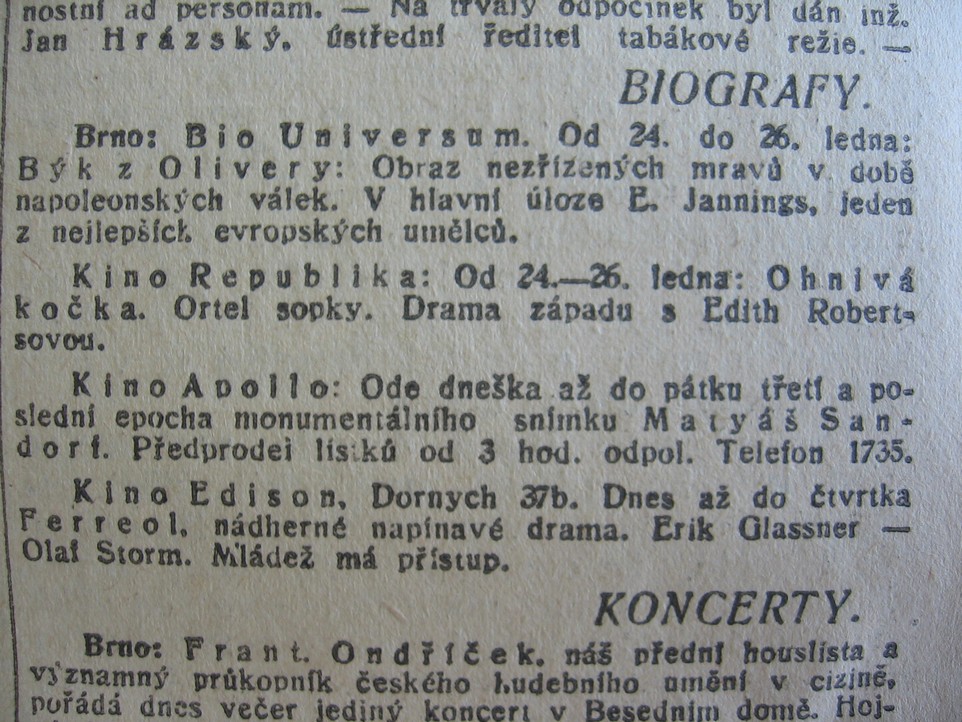 nostní ad personam. — Na trvalý odpočinek byl dán inž.
Jan Hrázský, ústřední ředitel tabákové režie. —
BIOGRAFY.
Brno: Bio Universum. Od 24. do 26. ledna:
Býk z Olivery: Obraz nezřízených mravů v době
napoleonských válek. V hlavní úloze E. Jannings, jeden
z nejlepších evropských umělců.
Kino Republika: Od 24.—26. ledna: Ohnivá
kočka. Ortel sopky. Drama západu s Edith Roberts-
sovou.
Kino Apollo: Ode dneška až do pátku třetí a po-
slední epocha monumentálního snímku Matyáš San-
dorf. Předprodej lístků od 3 hod. odpol. Telefon 1735.
Kino Edison, Dornych 37b. Dnes až do čtvrtka
Ferreol, nádherné napínavé drama. Erik Glassner —
Olaf Storm. Mládež má přístup.
KONCERTY.
Brno: Frant. Ondříček, náš přední houslista a
významný průkopník českého hudebního umění v cizině,
pořádá dnes večer jediný koncert v Besedním domě. Hoj-